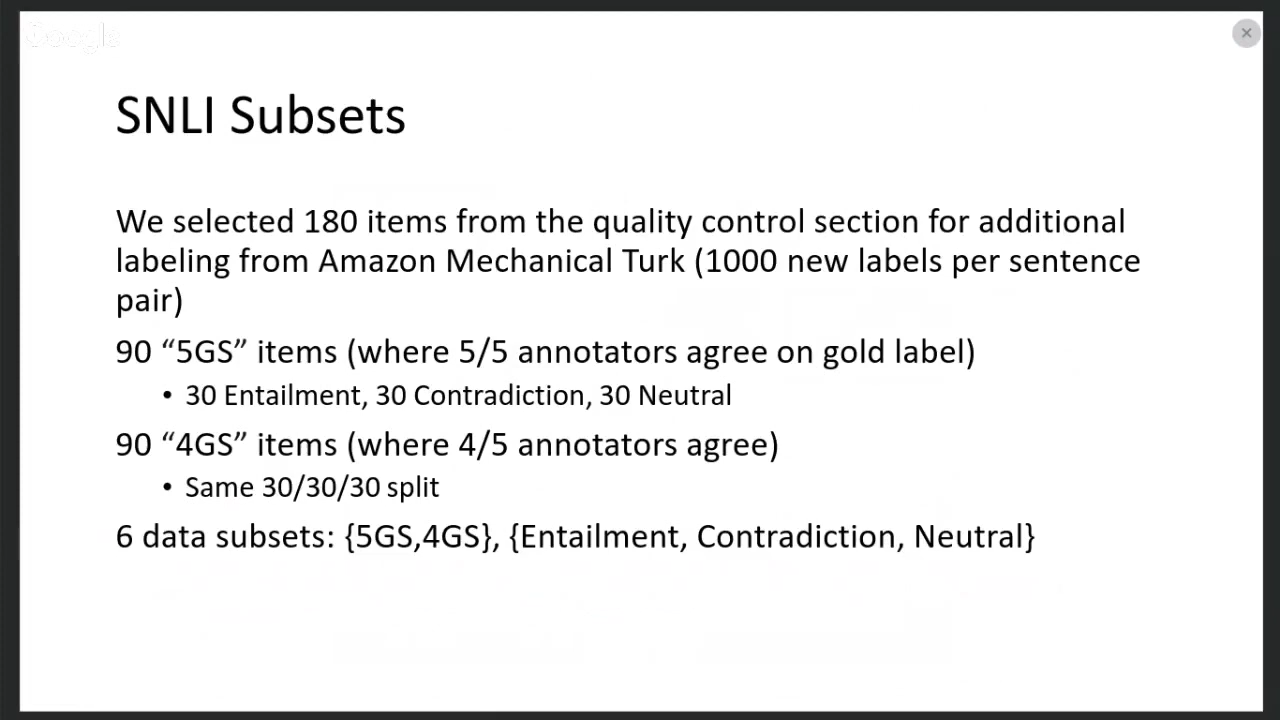 Google
SNLI Subsets
We selected 180 items from the quality control section for additional
labeling from Amazon Mechanical Turk (1000 new labels per sentence
pair)
90 “5GS” items (where 5/5 annotators agree on gold label)
• 30 Entailment, 30 Contradiction, 30 Neutral
90 “4GS” items (where 4/5 annotators agree)
• Same 30/30/30 split
6 data subsets: {5GS,4GS}, {Entailment, Contradiction, Neutral}